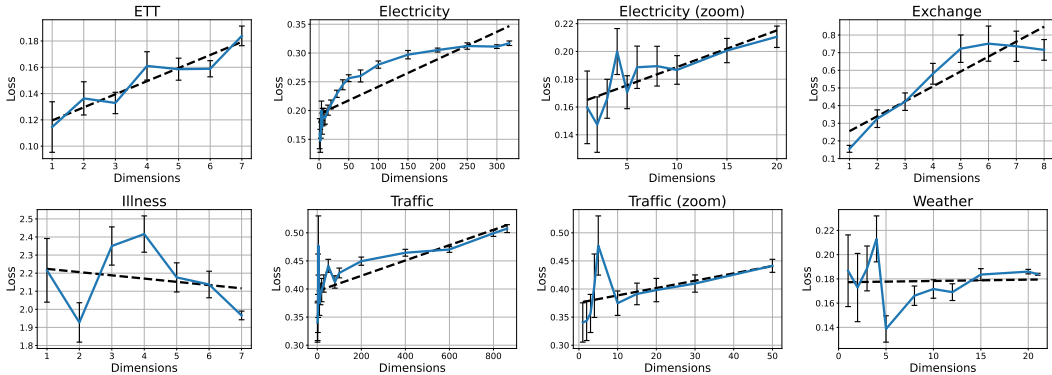 ETT
Loss
0.18
0.16
0.14
0.12
0.10
1 2 3 4 5 6 7
Dimensions
Electricity
Loss
0.35
0.30
0.25
0.20
0.15
0 50 100 150 200 250 300
Dimensions
Electricity (zoom)
Loss
0.22
0.20
0.18
0.16
0.14
5 10 15 20
Dimensions
Exchange
Loss
0.8
0.7
0.6
0.5
0.4
0.3
0.2
0.1
1 2 3 4 5 6 7 8
Dimensions
Illness
Loss
2.5
2.4
2.3
2.2
2.1
2.0
1.9
1.8
1 2 3 4 5 6 7
Dimensions
Traffic
Loss
0.50
0.45
0.40
0.35
0.30
0 200 400 600 800
Dimensions
Traffic (zoom)
Loss
0.50
0.45
0.40
0.35
0.30
0 10 20 30 40 50
Dimensions
Weather
Loss
0.22
0.20
0.18
0.16
0.14
0 5 10 15 20
Dimensions